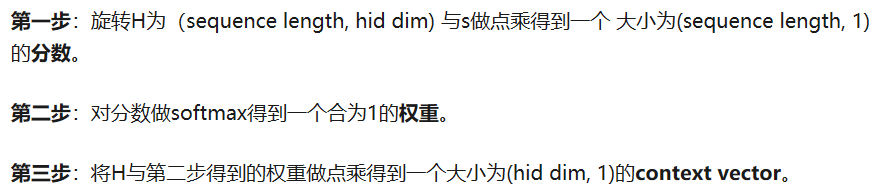 第一步：旋转H为（sequence length, hid dim) 与s做点乘得到一个 大小为(sequence length, 1)
的分数。
第二步：对分数做softmax得到一个合为1的权重。
第三步：将H与第二步得到的权重做点乘得到一个大小为(hid dim, 1)的context vector。